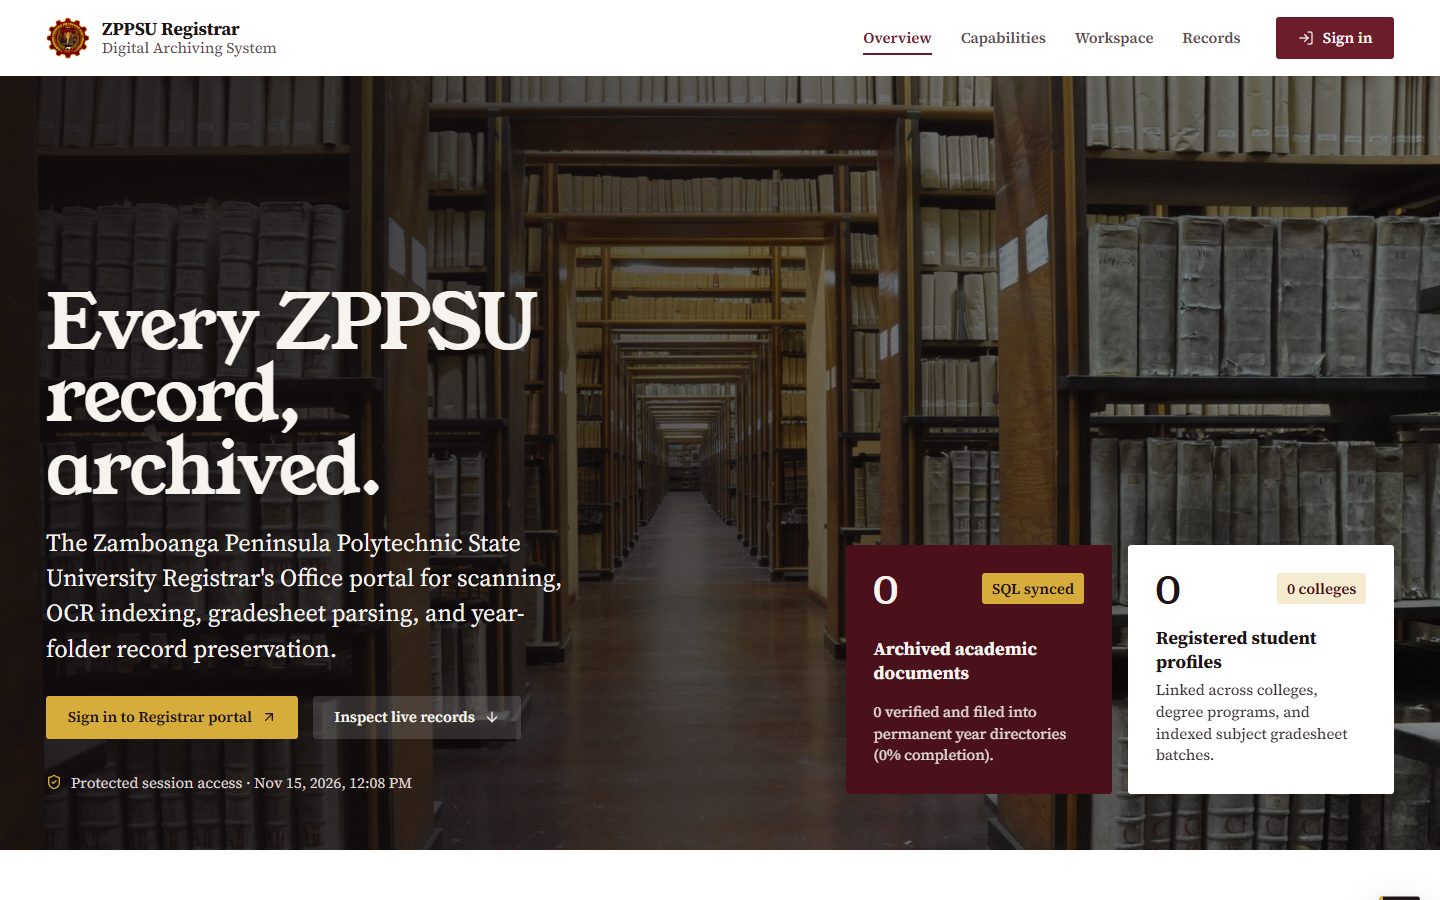 ZPPSU Registrar
Digital Archiving System
Overview
Capabilities
Workspace
Records
Sign in
Every ZPPSU
record,
archived.
The Zamboanga Peninsula Polytechnic State
University Registrar's Office portal for scanning,
OCR indexing, gradesheet parsing, and year-
folder record preservation.
Sign in to Registrar portal
Inspect live records
Protected session access · Nov 15, 2026, 12:08 PM
0
SQL synced
Archived academic
documents
0 verified and filed into
permanent year directories
(0% completion).
0
0 colleges
Registered student
profiles
Linked across colleges,
degree programs, and
indexed subject gradesheet
batches.